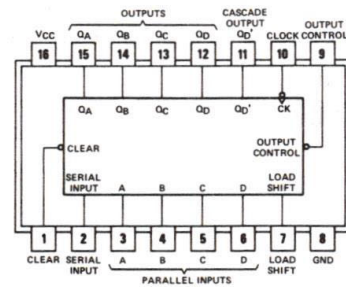 OUTPUTS CASCADE OUTPUT OUTPUT
VCC QA QB QC QD QD' CLOCK CONTROL
16 15 14 13 12 11 10 9
QA QB QC QD QD' CK
CLEAR OUTPUT CONTROL
SERIAL INPUT A B C D LOAD SHIFT
1 2 3 4 5 6 7 8
CLEAR SERIAL INPUT A B C D LOAD SHIFT GND
PARALLEL INPUTS